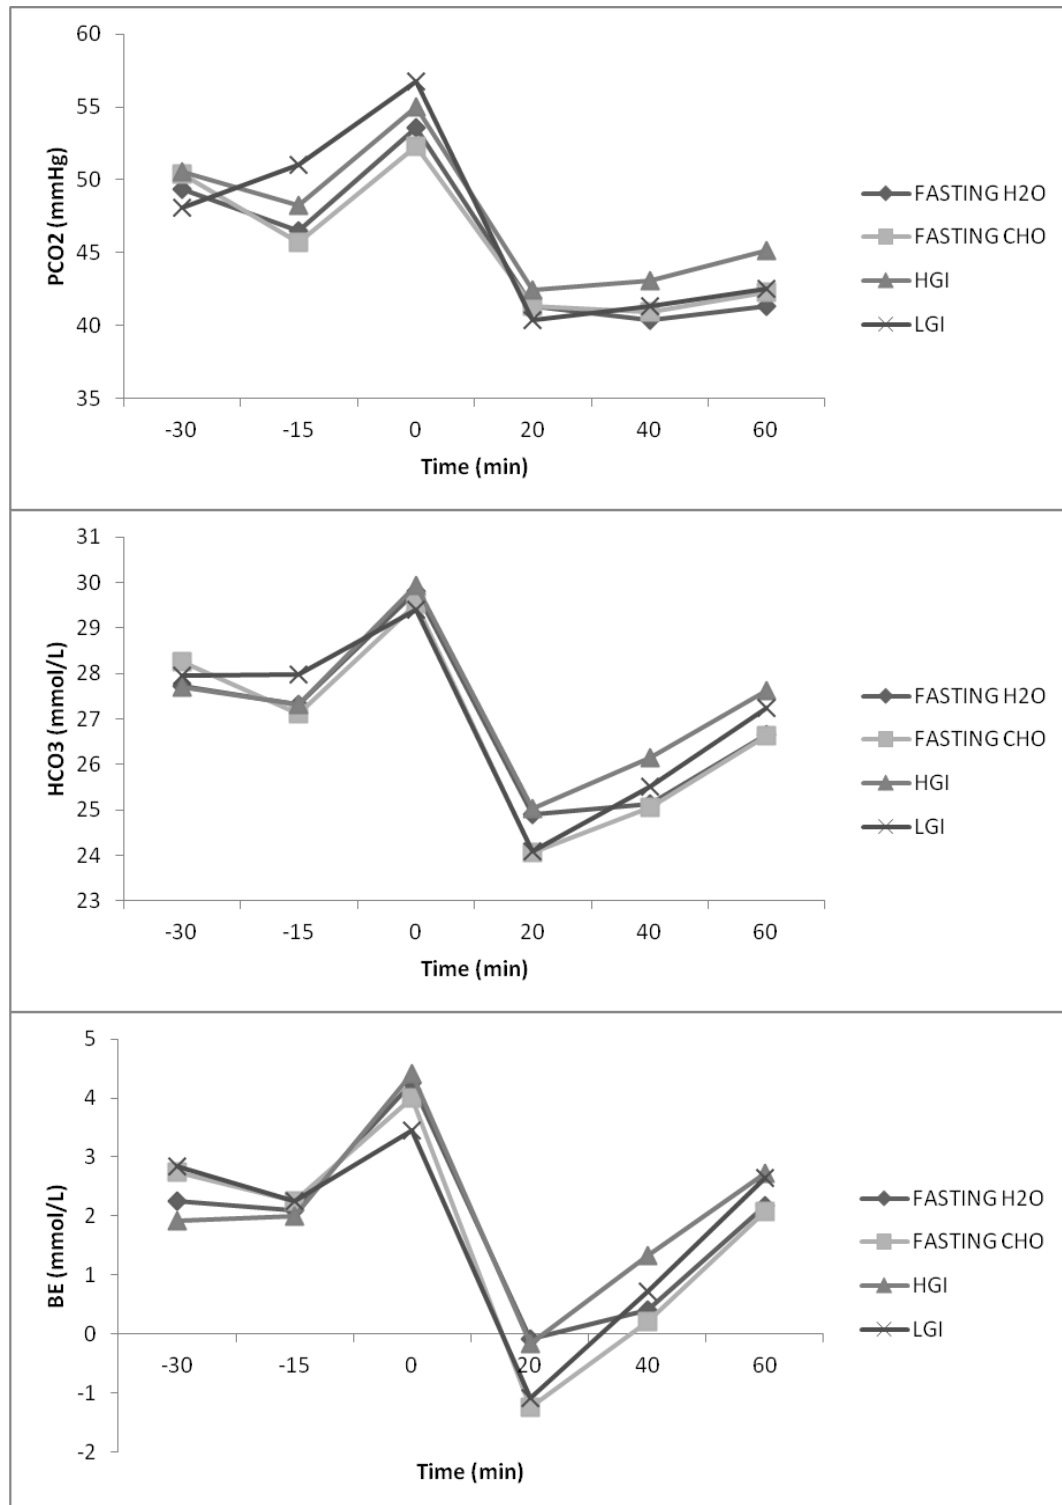 60
55
50
45
40
35
PCO2 (mmHg)
-30 -15 0 20 40 60
Time (min)
FASTING H2O
FASTING CHO
HGI
LGI
31
30
29
28
27
26
25
24
23
HCO3 (mmol/L)
-30 -15 0 20 40 60
Time (min)
FASTING H2O
FASTING CHO
HGI
LGI
5
4
3
2
1
0
-1
-2
BE (mmol/L)
-30 -15 0 20 40 60
Time (min)
FASTING H2O
FASTING CHO
HGI
LGI